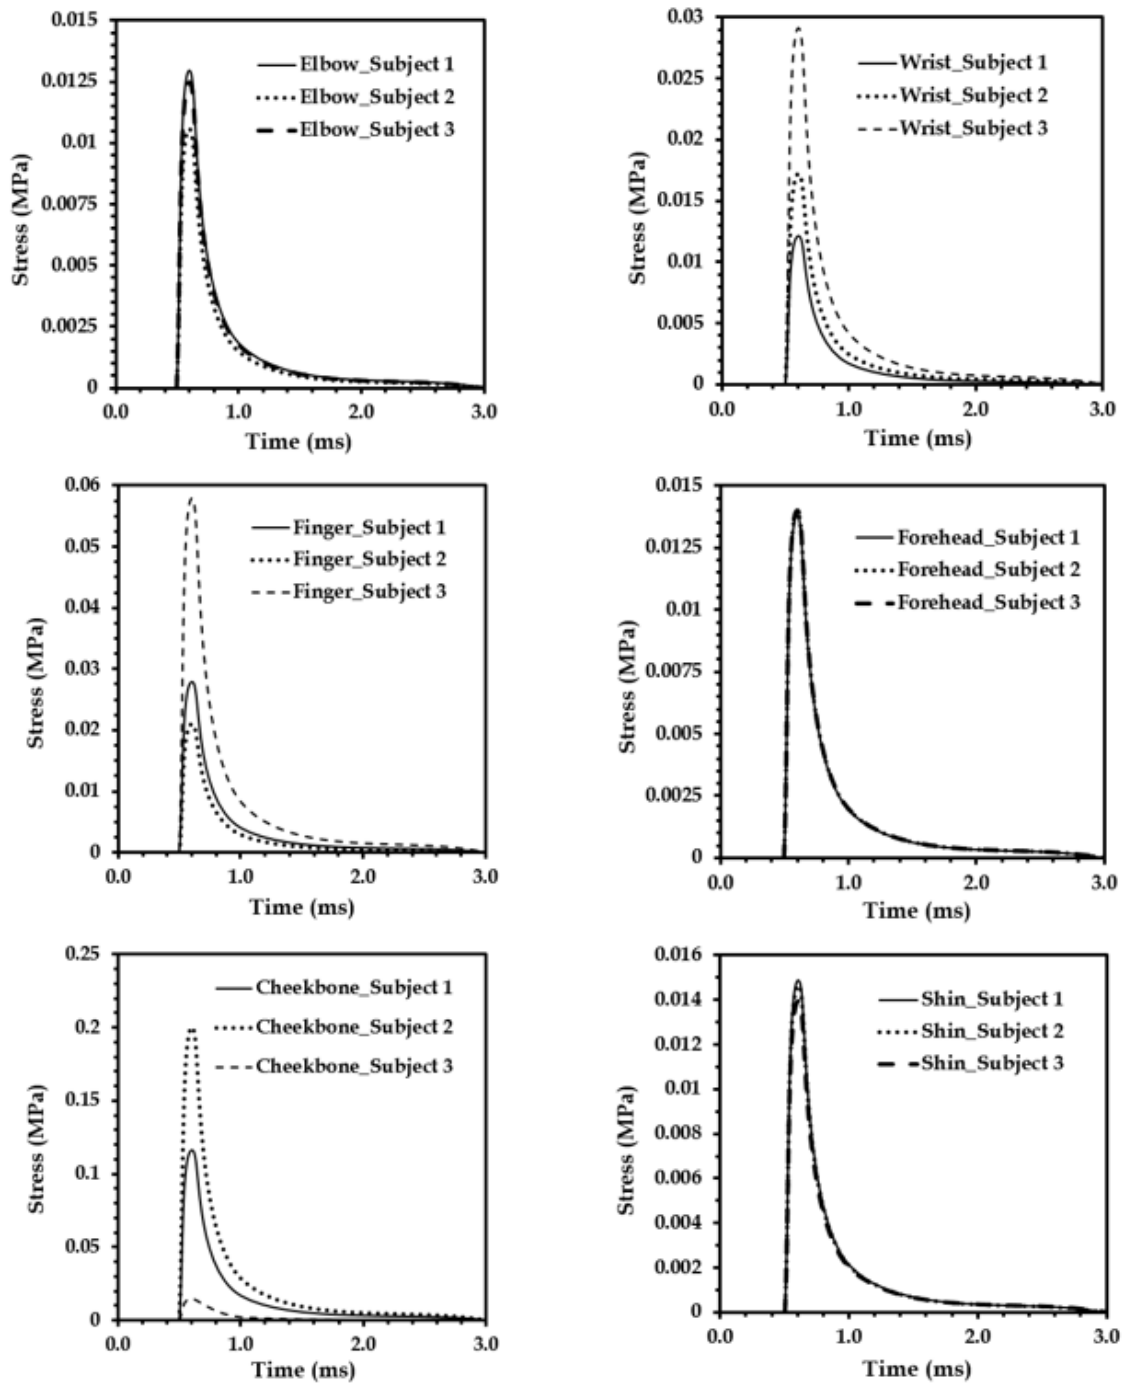 0.015
0.0125
0.01
0.0075
0.005
0.0025
0
Stress (MPa)
Elbow_Subject 1
Elbow_Subject 2
Elbow_Subject 3
0.0 1.0 2.0 3.0
Time (ms)
0.03
0.025
0.02
0.015
0.01
0.005
0
Stress (MPa)
Wrist_Subject 1
Wrist_Subject 2
Wrist_Subject 3
0.0 1.0 2.0 3.0
Time (ms)
0.06
0.05
0.04
0.03
0.02
0.01
0
Stress (MPa)
Finger_Subject 1
Finger_Subject 2
Finger_Subject 3
0.0 1.0 2.0 3.0
Time (ms)
0.015
0.0125
0.01
0.0075
0.005
0.0025
0
Stress (MPa)
Forehead_Subject 1
Forehead_Subject 2
Forehead_Subject 3
0.0 1.0 2.0 3.0
Time (ms)
0.25
0.2
0.15
0.1
0.05
0
Stress (MPa)
Cheekbone_Subject 1
Cheekbone_Subject 2
Cheekbone_Subject 3
0.0 1.0 2.0 3.0
Time (ms)
0.016
0.014
0.012
0.01
0.008
0.006
0.004
0.002
0
Stress (MPa)
Shin_Subject 1
Shin_Subject 2
Shin_Subject 3
0.0 1.0 2.0 3.0
Time (ms)